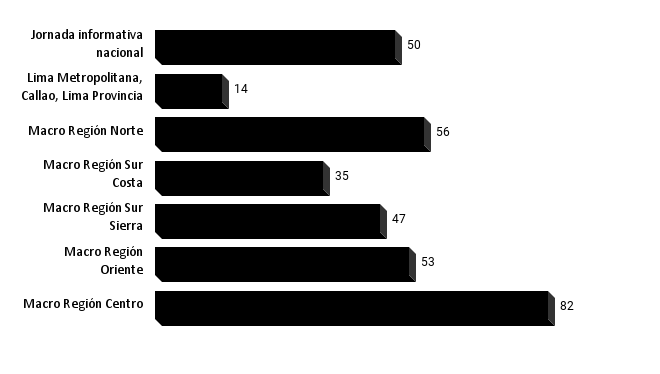 Jornada informativa
nacional
50
Lima Metropolitana,
Callao, Lima Provincia
14
Macro Región Norte
56
Macro Región Sur
Costa
35
Macro Región Sur
Sierra
47
Macro Región
Oriente
53
Macro Región Centro
82